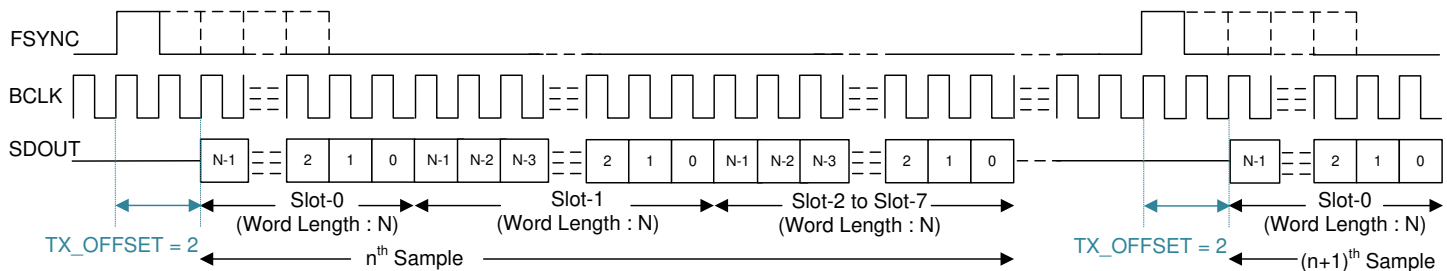 FSYNC
BCLK
SDOUT
N-1 2 1 0 N-1 N-2 N-3 2 1 0 N-1 N-2 N-3 2 1 0 N-1 2 1 0
Slot-0 Slot-1 Slot-2 to Slot-7 Slot-0
(Word Length : N) (Word Length : N) (Word Length : N) (Word Length : N)
TX_OFFSET = 2 TX_OFFSET = 2
nth Sample (n+1)th Sample